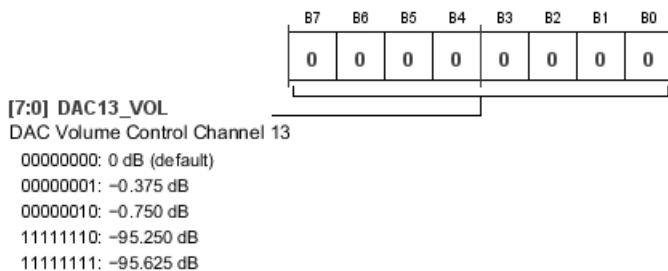 B7 B6 B5 B4 B3 B2 B1 B0
0 0 0 0 0 0 0 0
[7:0] DAC13_VOL
DAC Volume Control Channel 13
00000000: 0 dB (default)
00000001: −0.375 dB
00000010: −0.750 dB
11111110: −95.250 dB
11111111: −95.625 dB